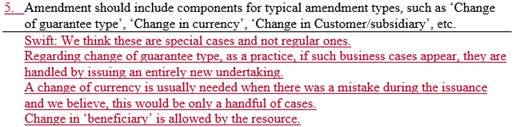 5. Amendment should include components for typical amendment types, such as ‘Change
of guarantee type’, ‘Change in currency’, ‘Change in Customer/subsidiary’, etc.
Swift: We think these are special cases and not regular ones.
Regarding change of guarantee type, as a practice, if such business cases appear, they are
handled by issuing an entirely new undertaking.
A change of currency is usually needed when there was a mistake during the issuance
and we believe, this would be only a handful of cases.
Change in ‘beneficiary’ is allowed by the resource.